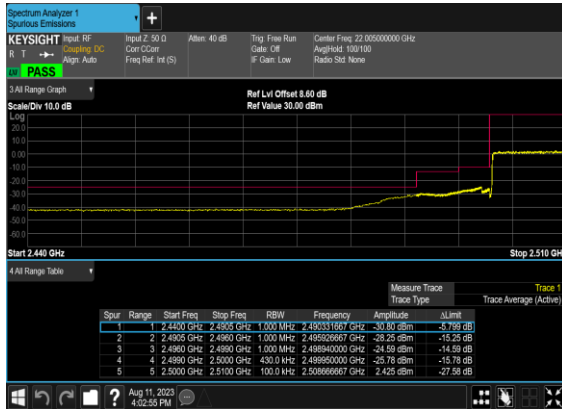 Spectrum Analyzer 1
Spurious Emissions
KEYSIGHT
R T
LXI PASS
Input: RF
Coupling: DC
Align: Auto
Input Z: 50 Ω
Corr CCorr
Freq Ref: Int (S)
Atten: 40 dB
Trig: Free Run
Gate: Off
IF Gain: Low
Center Freq: 22.005000000 GHz
Avg|Hold: 100/100
Radio Std: None
3 All Range Graph
Scale/Div 10.0 dB
Ref Lvl Offset 8.60 dB
Ref Value 30.00 dBm
Log
20.0
10.0
0.00
-10.0
-20.0
-30.0
-40.0
-50.0
-60.0
Start 2.440 GHz
Stop 2.510 GH
4 All Range Table
Measure Trace Trace 1
Trace Type Trace Average (Active)
Spur Range Start Freq Stop Freq RBW Frequency Amplitude ΔLimit
1 1 2.4400 GHz 2.4905 GHz 1.000 MHz 2.490331667 GHz -30.80 dBm -5.799 dB
2 2 2.4905 GHz 2.4960 GHz 1.000 MHz 2.495926667 GHz -28.25 dBm -15.25 dB
3 3 2.4960 GHz 2.4990 GHz 1.000 MHz 2.498940000 GHz -24.59 dBm -14.59 dB
4 4 2.4990 GHz 2.5000 GHz 430.0 kHz 2.499950000 GHz -25.78 dBm -15.78 dB
5 5 2.5000 GHz 2.5100 GHz 100.0 kHz 2.508666667 GHz 2.425 dBm -27.58 dB
Aug 11, 2023
4:02:55 PM